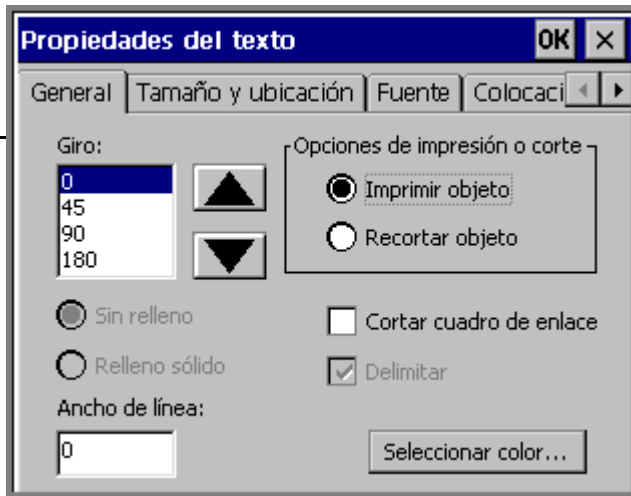 Propiedades del texto OK ×
General Tamaño y ubicación Fuente Colocaci
Giro:
0
45
90
180
Opciones de impresión o corte
Imprimir objeto
Recortar objeto
Sin relleno
Relleno sólido
Cortar cuadro de enlace
Delimitar
Ancho de línea:
0
Seleccionar color...